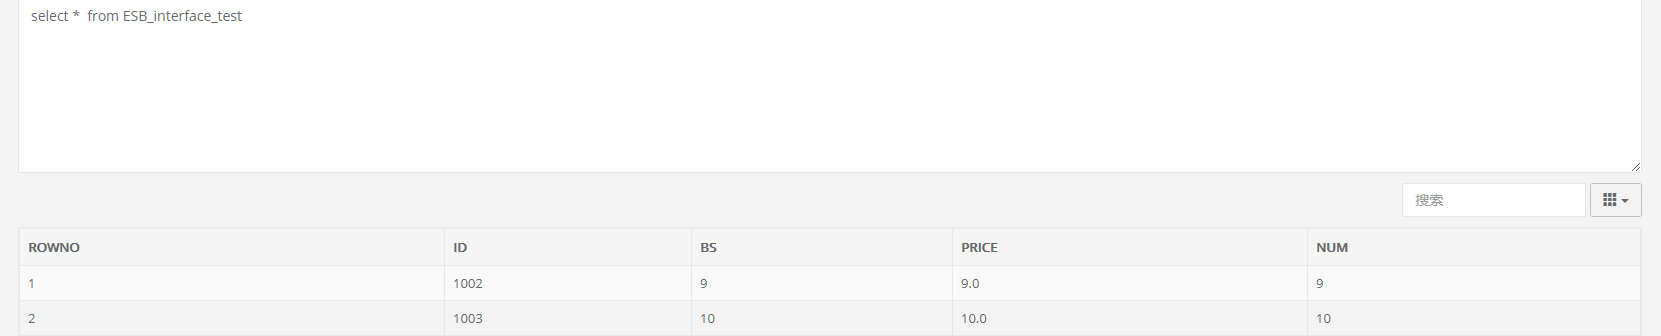 select *  from ESB_interface_test
搜索
ROWNO ID BS PRICE NUM
1 1002 9 9.0 9
2 1003 10 10.0 10